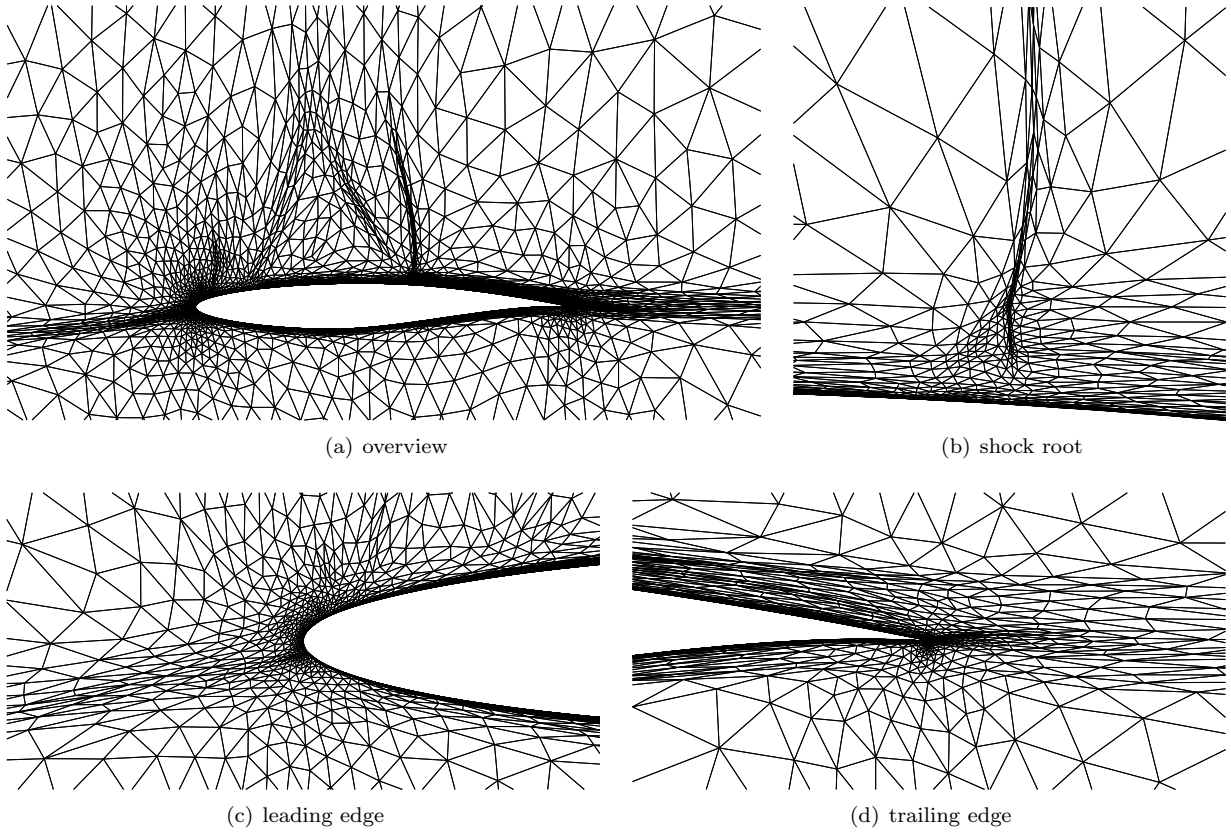 (a) overview
(b) shock root
(c) leading edge
(d) trailing edge